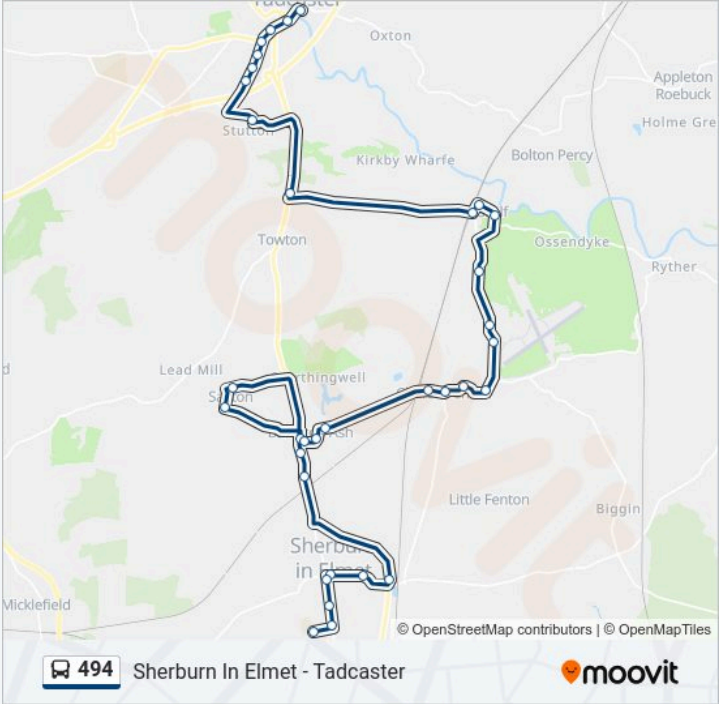 Tadcaster
Oxton
Appleton
Roebuck
Holme Gre
Stutton
Kirkby Wharfe
Bolton Percy
Towton
Ossendyke
Ryther
Lead Mill
rthingwell
Little Fenton
Biggin
Sherburn
in Elmet
Micklefield
© OpenStreetMap contributors | © OpenMapTiles
494 Sherburn In Elmet - Tadcaster
moovit